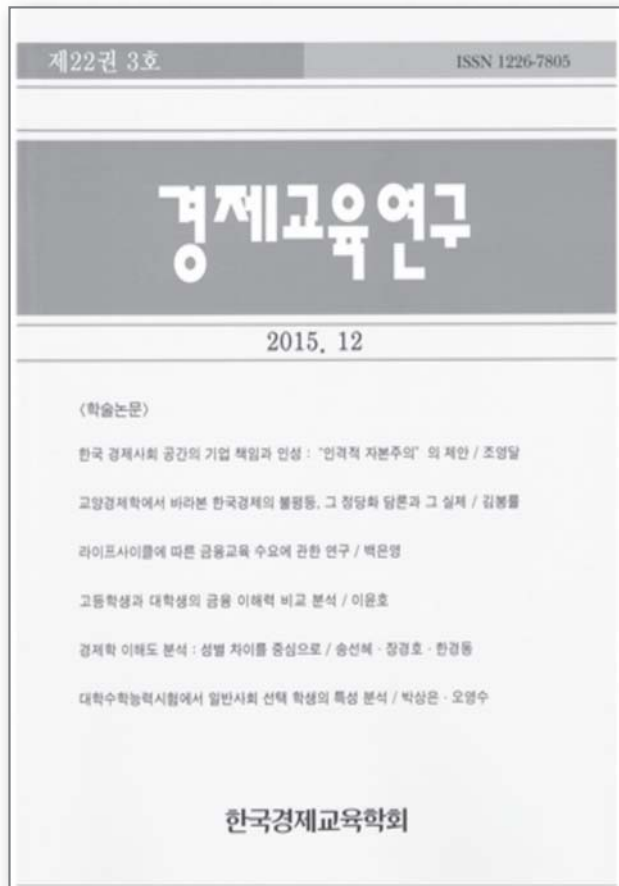 제22권 3호
ISSN 1226-7805
경제교육연구
2015. 12
〈학술논문〉
한국 경제사회 공간의 기업 책임과 인성 : "인격적 자본주의" 의 제안 / 조영달
교양경제학에서 바라본 한국경제의 불평등, 그 정당화 담론과 그 실제 / 김봉률
라이프사이클에 따른 금융교육 수요에 관한 연구 / 백은영
고등학생과 대학생의 금융 이해력 비교 분석 / 이윤호
경제학 이해도 분석 : 성별 차이를 중심으로 / 송선혜 · 장경호 · 한경동
대학수학능력시험에서 일반사회 선택 학생의 특성 분석 / 박상은 · 오영수
한국경제교육학회